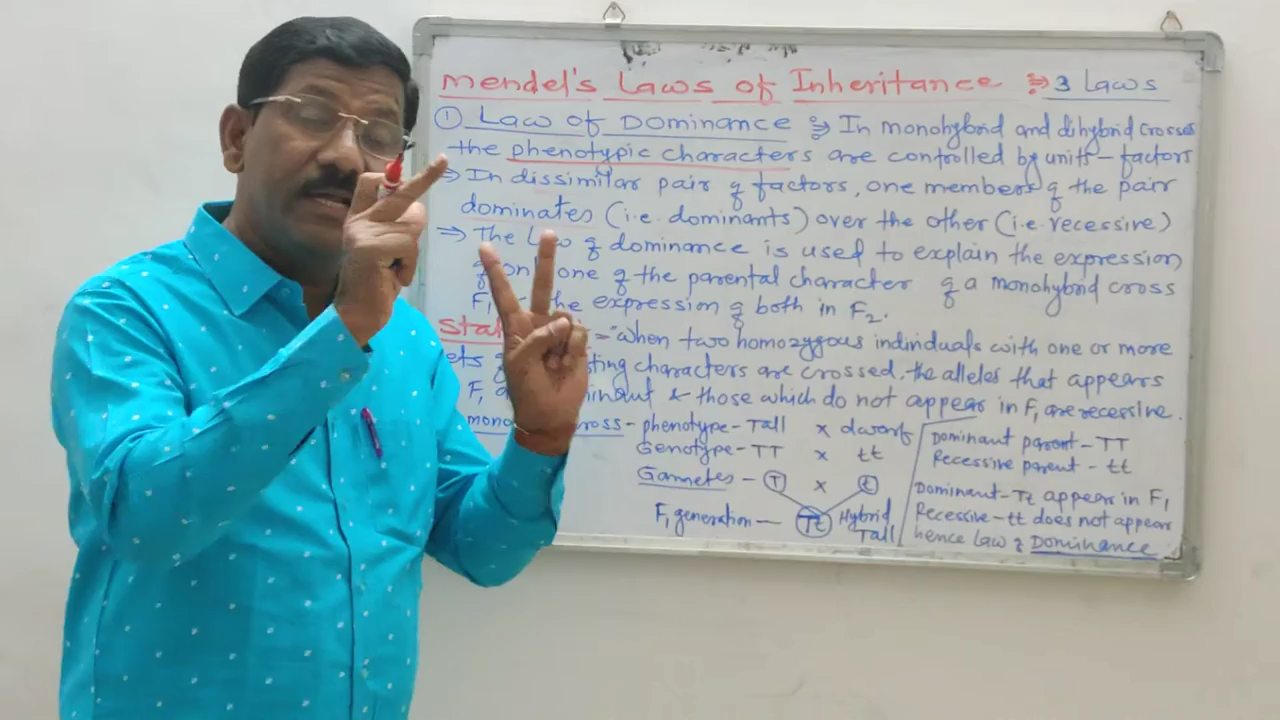 Mendel's Laws of Inheritance ⇒ 3 Laws
① Law of Dominance ⇒ In monohybrid and dihybrid crosses
the phenotypic characters are controlled by units - factors
⇒ In dissimilar pair of factors, one members of the pair
dominates (i.e. dominants) over the other (i.e. recessive)
⇒ The Law of dominance is used to explain the expression
of one of the parental character of a monohybrid cross
F₁ the expression of both in F₂.
"when two homozygous individuals with one or more
characters are crossed, the alleles that appears
F₁ & those which do not appear in F₁ are recessive.
- phenotype - Tall x dwarf
Genotype - TT x tt
Gametes - T x t
F₁ generation - Tt Hybrid Tall
Dominant parent - TT
Recessive parent - tt
Dominant - Tt appear in F₁
Recessive - tt does not appear
hence Law of Dominance